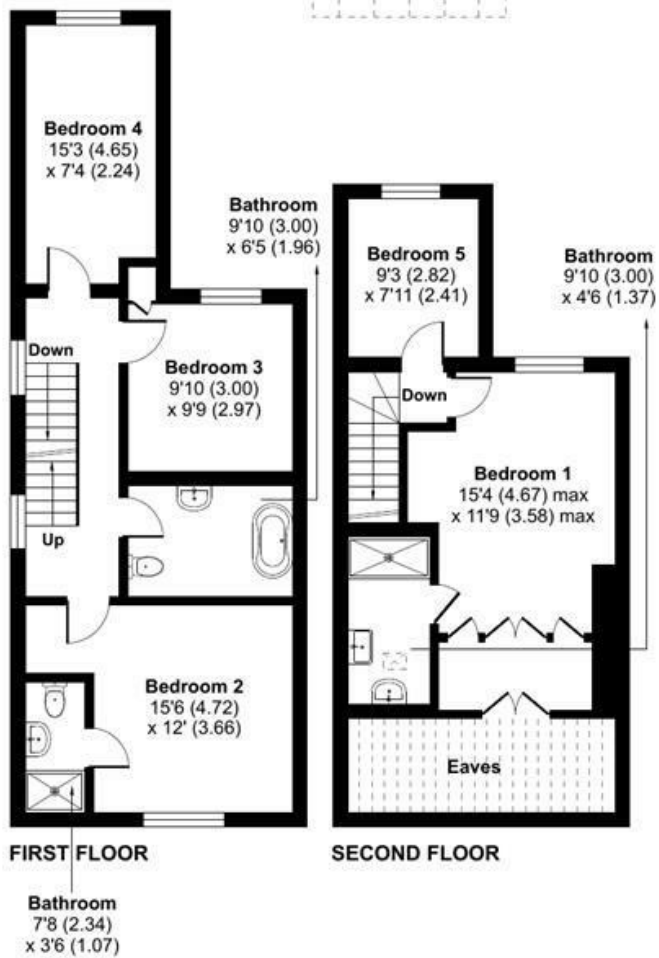 Bedroom 4
15'3 (4.65)
x 7'4 (2.24)
Bathroom
9'10 (3.00)
x 6'5 (1.96)
Down
Bedroom 3
9'10 (3.00)
x 9'9 (2.97)
Up
Bedroom 2
15'6 (4.72)
x 12' (3.66)
FIRST FLOOR
Bathroom
7'8 (2.34)
x 3'6 (1.07)
Bedroom 5
9'3 (2.82)
x 7'11 (2.41)
Bathroom
9'10 (3.00)
x 4'6 (1.37)
Down
Bedroom 1
15'4 (4.67) max
x 11'9 (3.58) max
Eaves
SECOND FLOOR